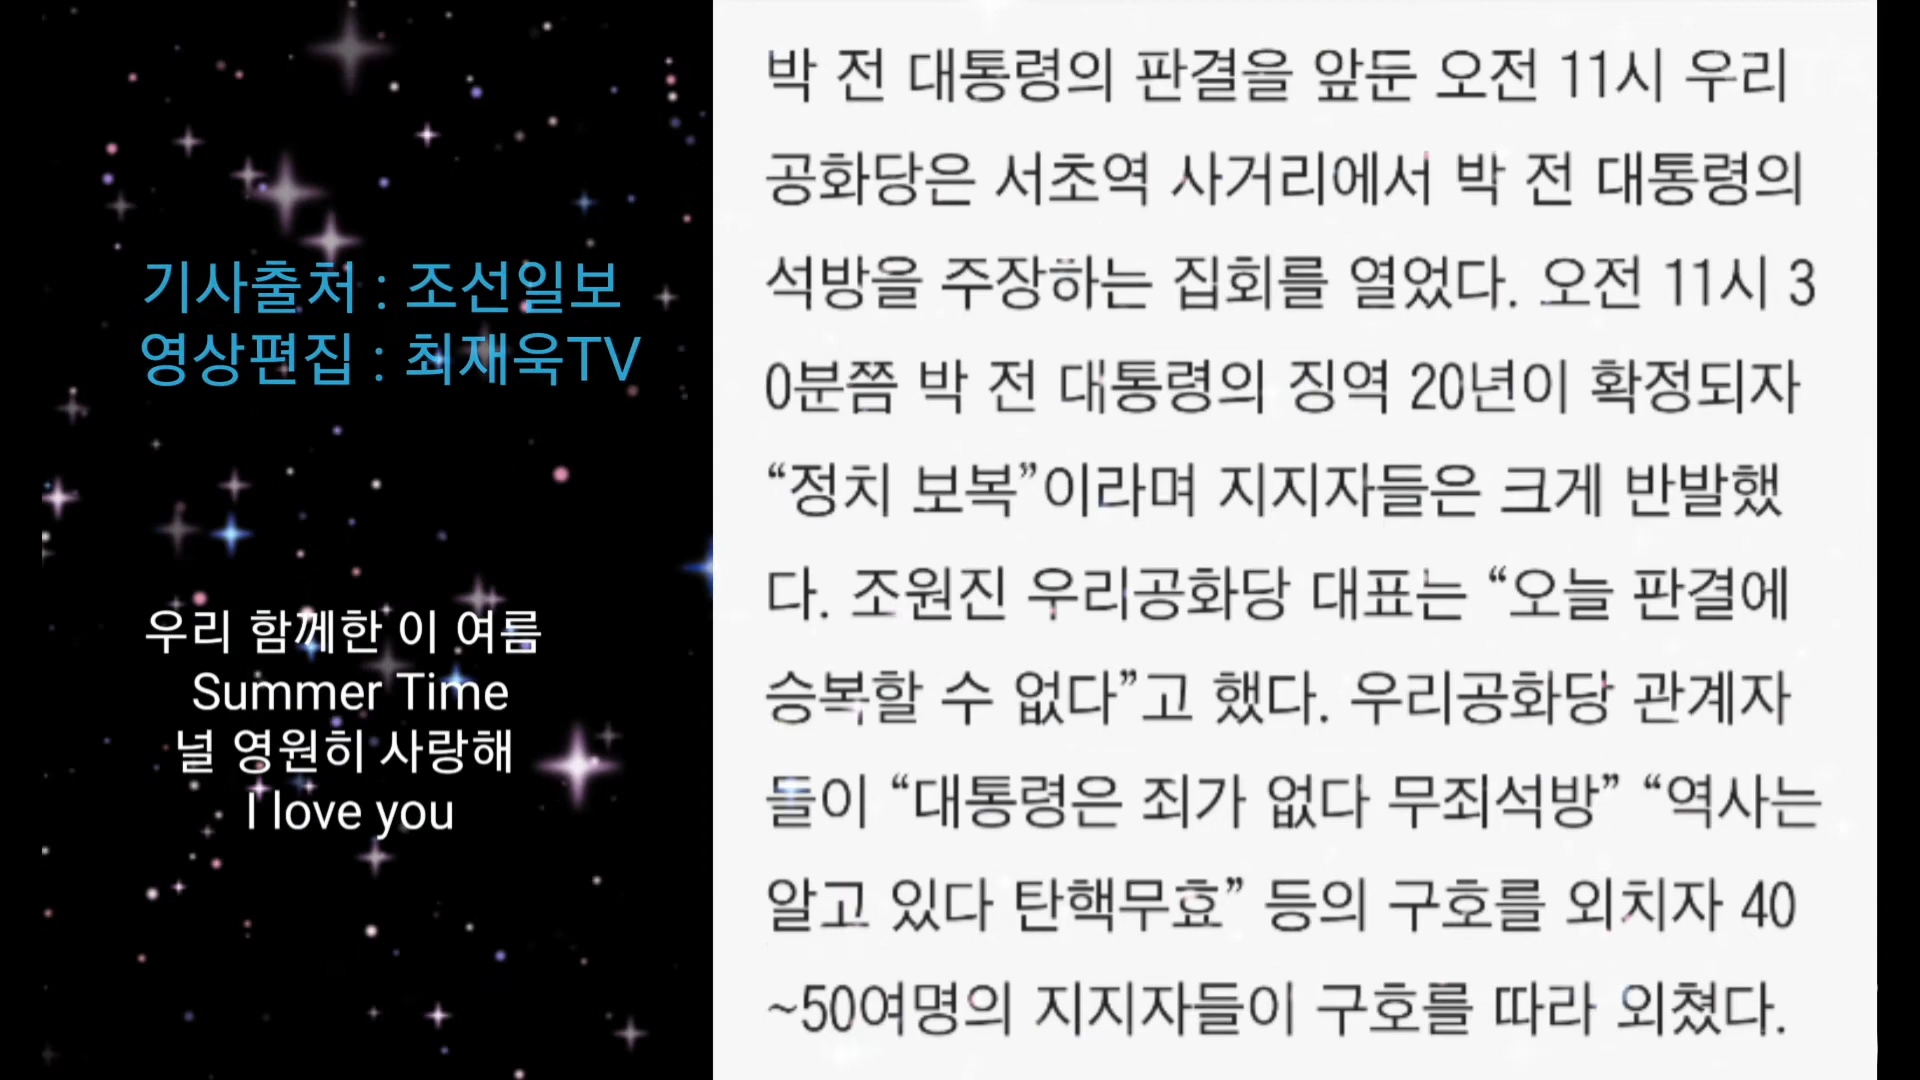 기사출처 : 조선일보
영상편집 : 최재욱TV
우리 함께한 이 여름
Summer Time
널 영원히 사랑해
I love you
박 전 대통령의 판결을 앞둔 오전 11시 우리
공화당은 서초역 사거리에서 박 전 대통령의
석방을 주장하는 집회를 열었다. 오전 11시 3
0분쯤 박 전 대통령의 징역 20년이 확정되자
“정치 보복”이라며 지지자들은 크게 반발했
다. 조원진 우리공화당 대표는 “오늘 판결에
승복할 수 없다”고 했다. 우리공화당 관계자
들이 “대통령은 죄가 없다 무죄석방” “역사는
알고 있다 탄핵무효” 등의 구호를 외치자 40
~50여명의 지지자들이 구호를 따라 외쳤다.